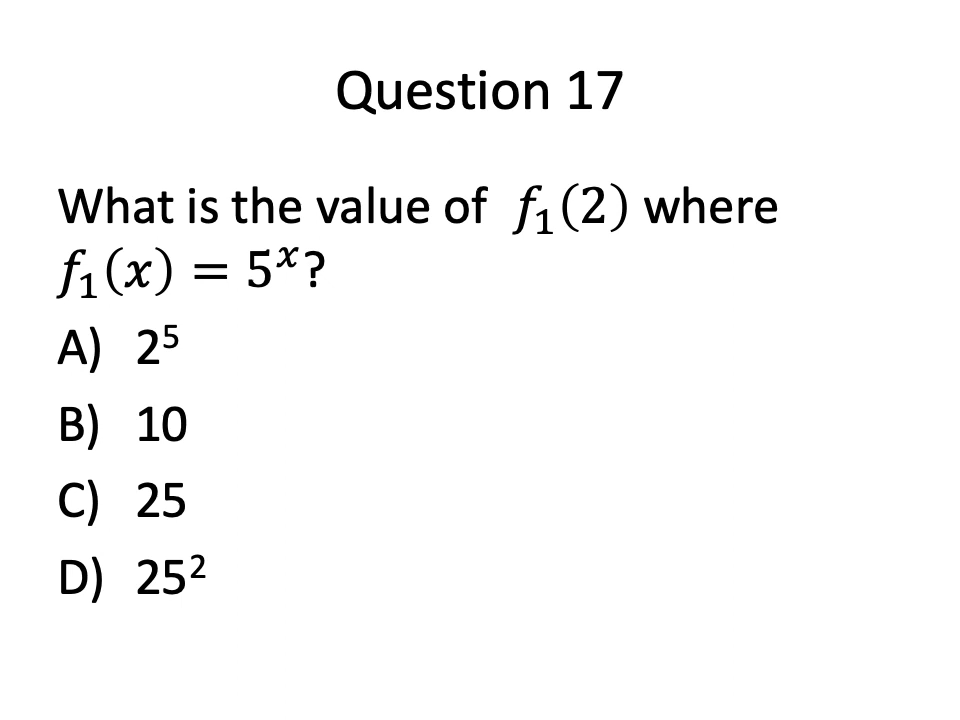 Question 17
What is the value of f₁(2) where
f₁(x) = 5ˣ?
A) 2⁵
B) 10
C) 25
D) 25²